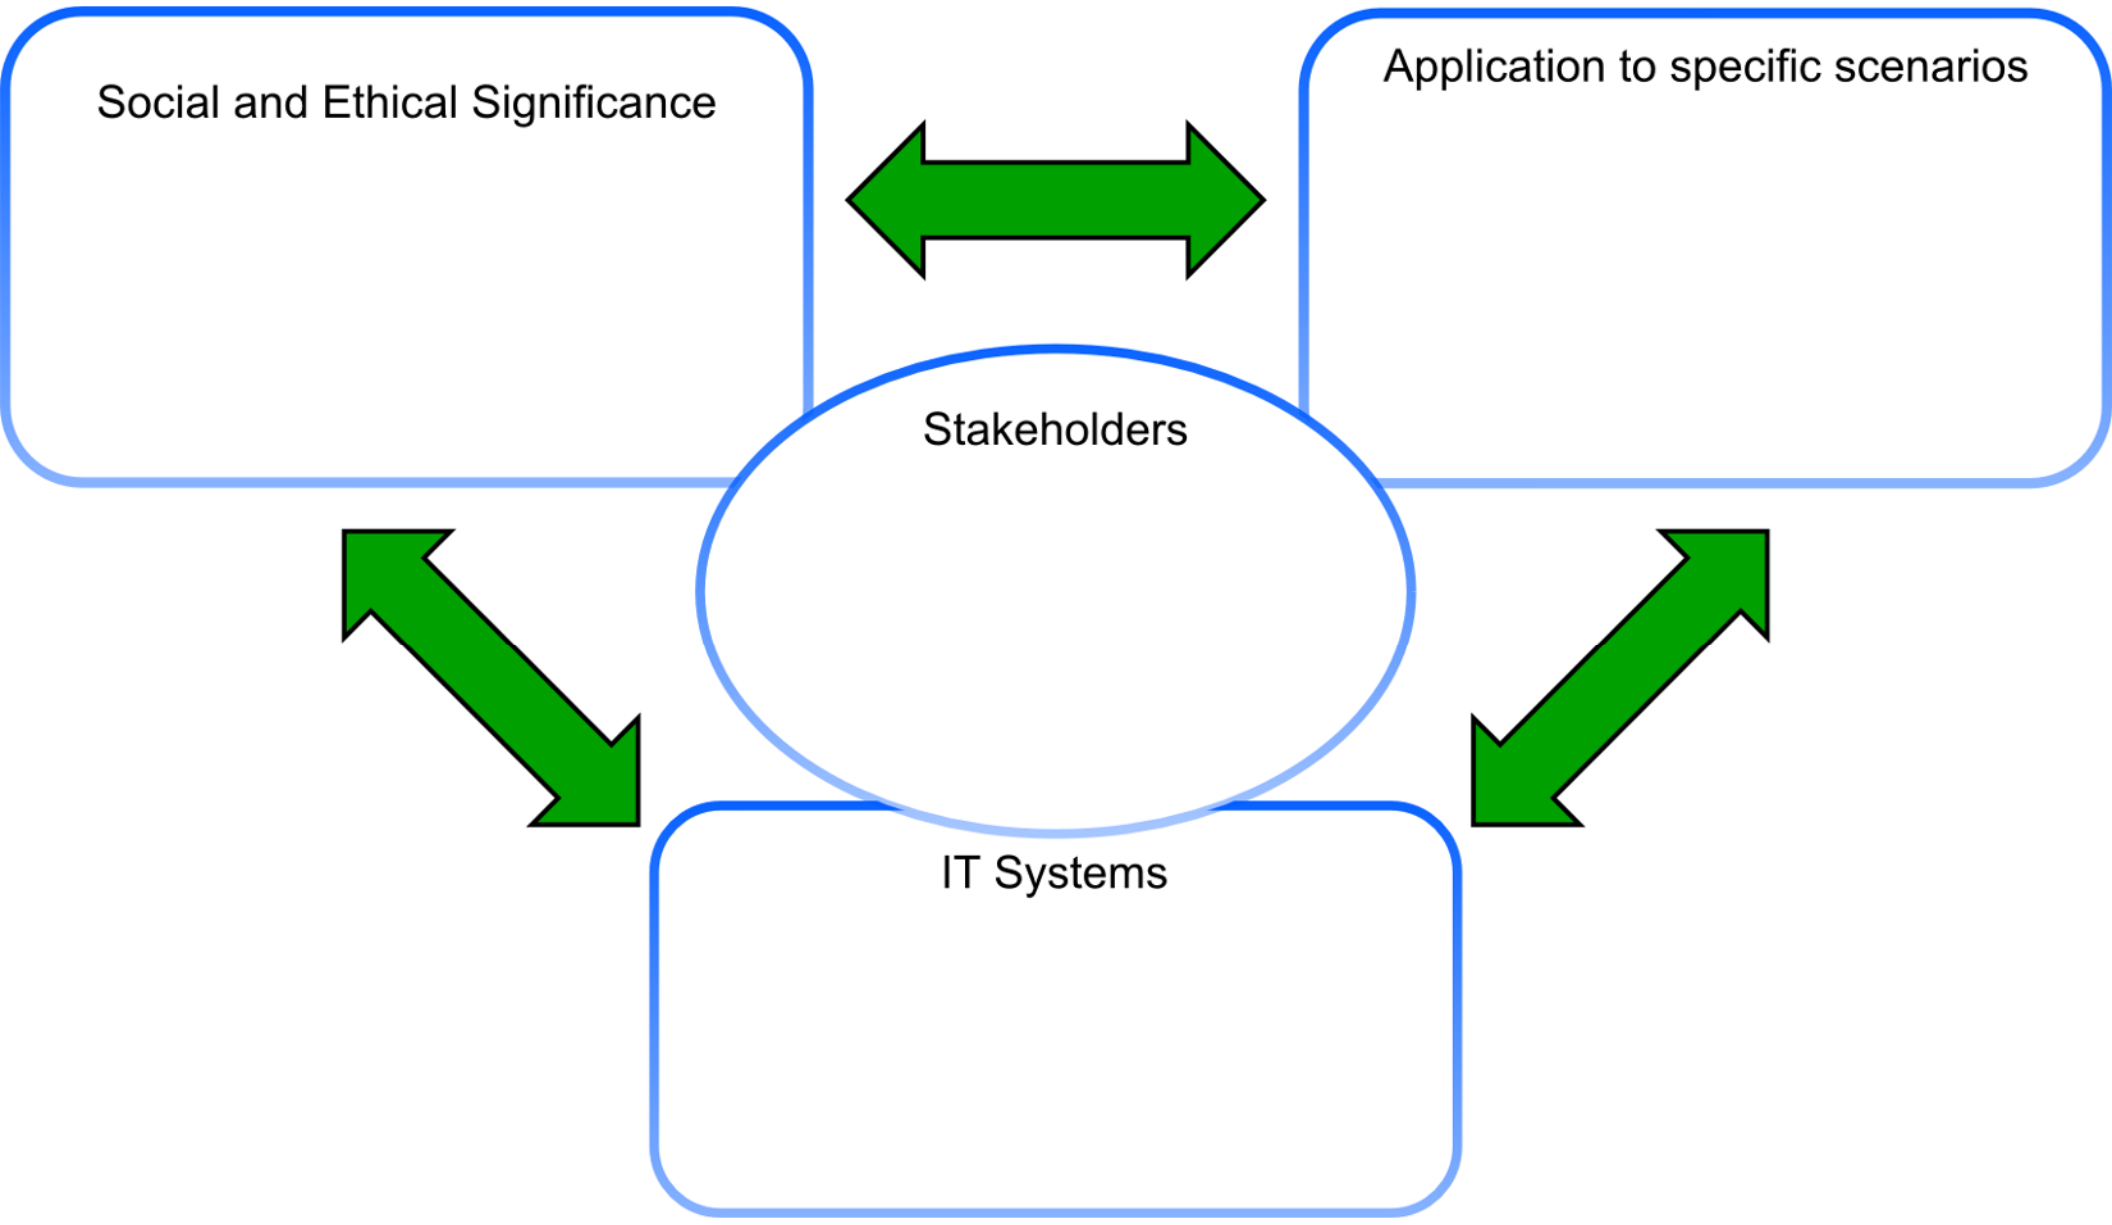 Social and Ethical Significance
Application to specific scenarios
Stakeholders
IT Systems